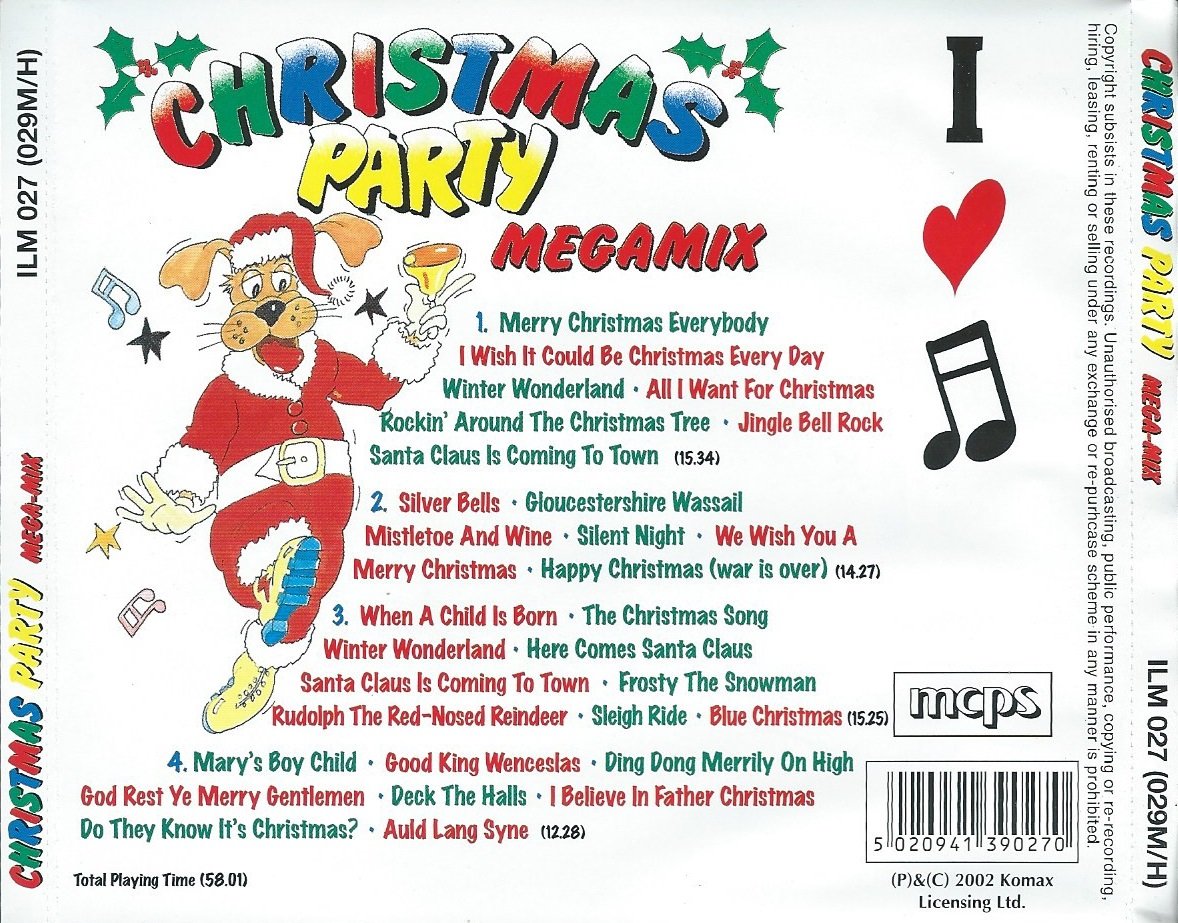 CHRISTMAS
PARTY
MEGAMIX
1. Merry Christmas Everybody
I Wish It Could Be Christmas Every Day
Winter Wonderland · All I Want For Christmas
Rockin' Around The Christmas Tree · Jingle Bell Rock
Santa Claus Is Coming To Town (15.34)
2. Silver Bells · Gloucestershire Wassail
Mistletoe And Wine · Silent Night · We Wish You A
Merry Christmas · Happy Christmas (war is over) (14.27)
3. When A Child Is Born · The Christmas Song
Winter Wonderland · Here Comes Santa Claus
Santa Claus Is Coming To Town · Frosty The Snowman
Rudolph The Red-Nosed Reindeer · Sleigh Ride · Blue Christmas (15.25)
4. Mary's Boy Child · Good King Wenceslas · Ding Dong Merrily On High
God Rest Ye Merry Gentlemen · Deck The Halls · I Believe In Father Christmas
Do They Know It's Christmas? · Auld Lang Syne (12.28)
Total Playing Time (58.01)
I
mcps
5 020941 390270
(P)&(C) 2002 Komax
Licensing Ltd.
Copyright subsists in these recordings. Unauthorised broadcasting, public performance, copying or re-recording,
hiring, leasing, renting or selling under any exchange or re-purhcase scheme in any manner is prohibited.
CHRISTMAS PARTY MEGA-MIX ILM 027 (029M/H)
CHRISTMAS PARTY MEGA-MIX ILM 027 (029M/H)